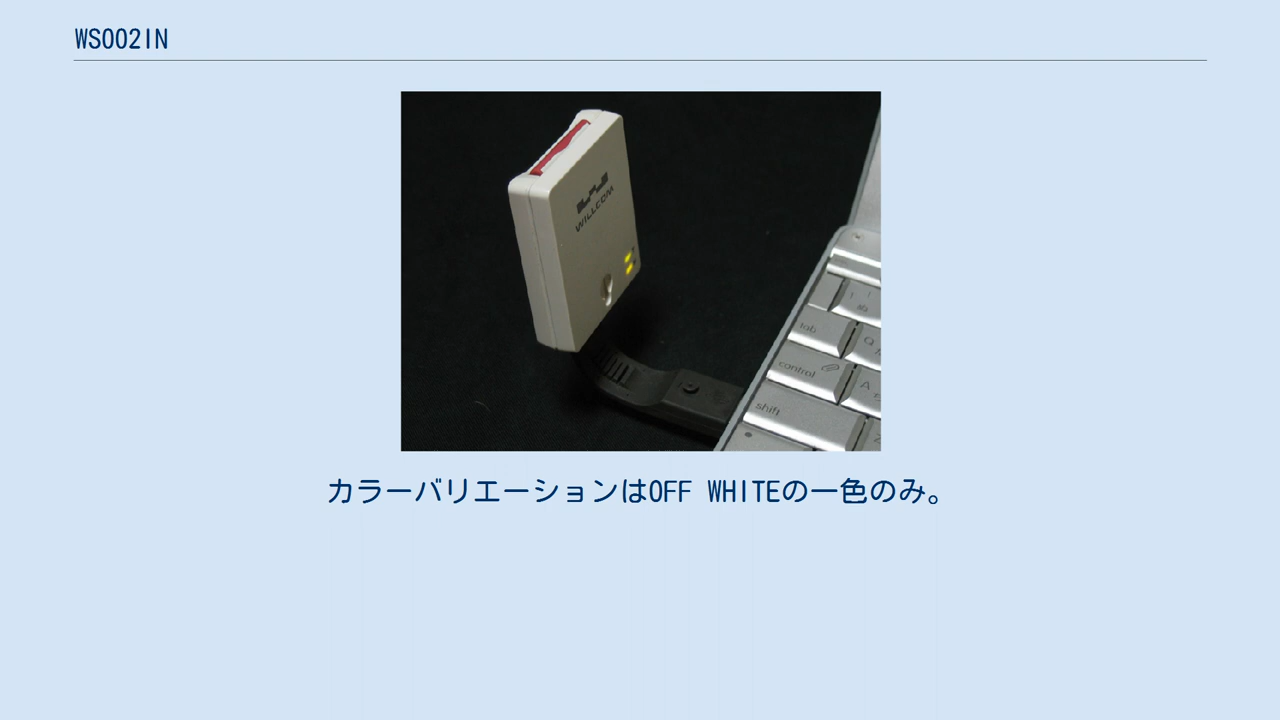 WS002IN
WILLCOM
tab
Q
control
A
shift
Z
カラーバリエーションはOFF WHITEの一色のみ。